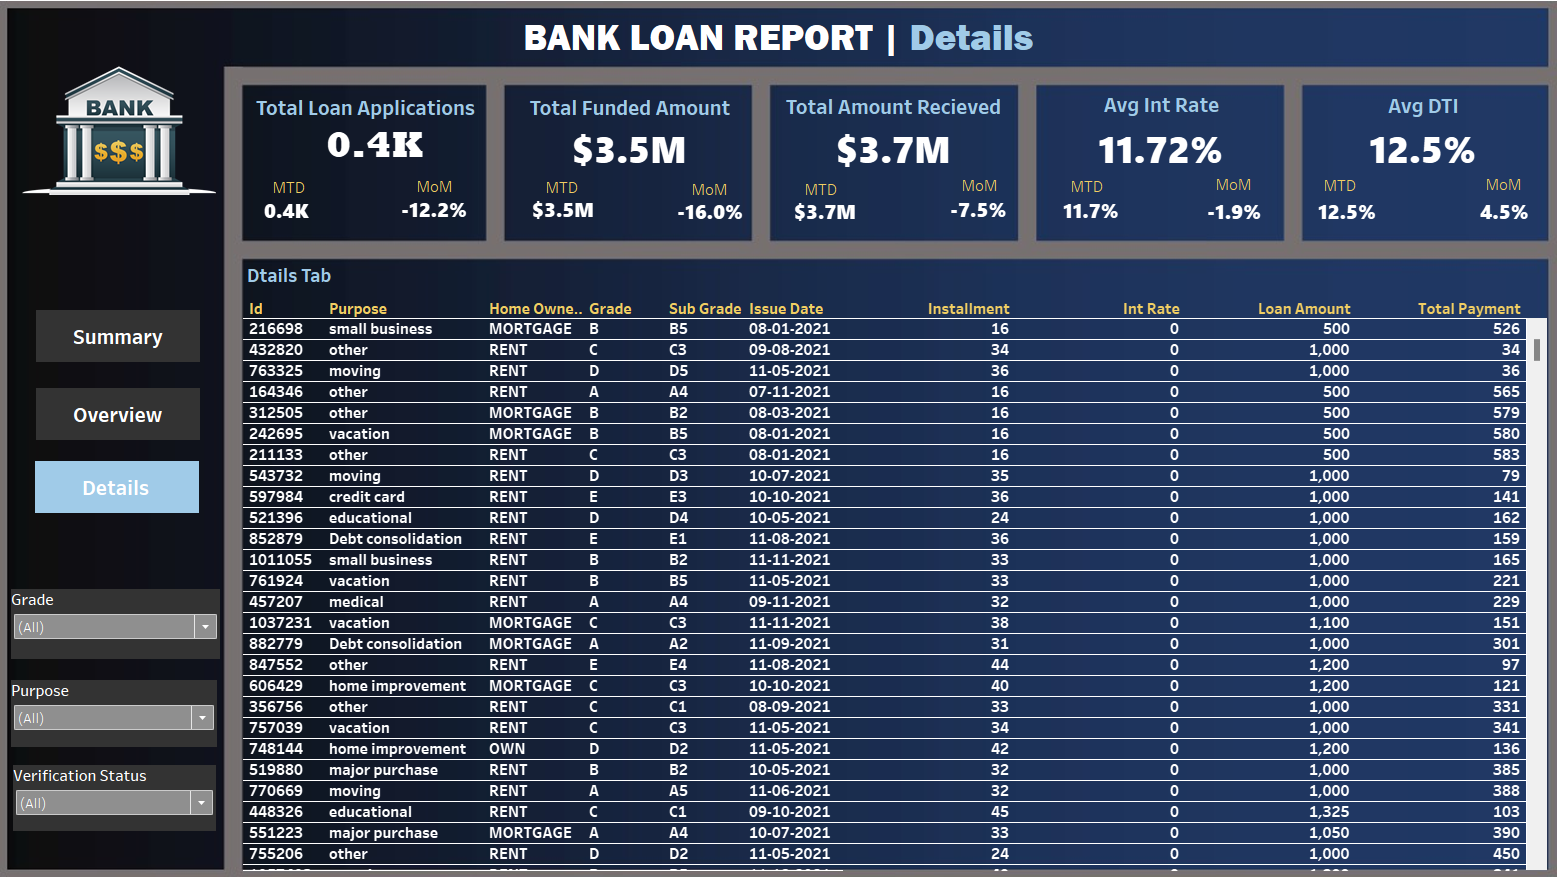 BANK LOAN REPORT | Details
BANK
$$$
Total Loan Applications
0.4K
MTD MoM
0.4K -12.2%
Total Funded Amount
$3.5M
MTD MoM
$3.5M -16.0%
Total Amount Recieved
$3.7M
MTD MoM
$3.7M -7.5%
Avg Int Rate
11.72%
MTD MoM
11.7% -1.9%
Avg DTI
12.5%
MTD MoM
12.5% 4.5%
Summary
Overview
Details
Grade
(All)
Purpose
(All)
Verification Status
(All)
Dtails Tab
Id Purpose Home Owne.. Grade Sub Grade Issue Date Installment Int Rate Loan Amount Total Payment
216698 small business MORTGAGE B B5 08-01-2021 16 0 500 526
432820 other RENT C C3 09-08-2021 34 0 1,000 34
763325 moving RENT D D5 11-05-2021 36 0 1,000 36
164346 other RENT A A4 07-11-2021 16 0 500 565
312505 other MORTGAGE B B2 08-03-2021 16 0 500 579
242695 vacation MORTGAGE B B5 08-01-2021 16 0 500 580
211133 other RENT C C3 08-01-2021 16 0 500 583
543732 moving RENT D D3 10-07-2021 35 0 1,000 79
597984 credit card RENT E E3 10-10-2021 36 0 1,000 141
521396 educational RENT D D4 10-05-2021 24 0 1,000 162
852879 Debt consolidation RENT E E1 11-08-2021 36 0 1,000 159
1011055 small business RENT B B2 11-11-2021 33 0 1,000 165
761924 vacation RENT B B5 11-05-2021 33 0 1,000 221
457207 medical RENT A A4 09-11-2021 32 0 1,000 229
1037231 vacation MORTGAGE C C3 11-11-2021 38 0 1,100 151
882779 Debt consolidation MORTGAGE A A2 11-09-2021 31 0 1,000 301
847552 other RENT E E4 11-08-2021 44 0 1,200 97
606429 home improvement MORTGAGE C C3 10-10-2021 40 0 1,200 121
356756 other RENT C C1 08-09-2021 33 0 1,000 331
757039 vacation RENT C C3 11-05-2021 34 0 1,000 341
748144 home improvement OWN D D2 11-05-2021 42 0 1,200 136
519880 major purchase RENT B B2 10-05-2021 32 0 1,000 385
770669 moving RENT A A5 11-06-2021 32 0 1,000 388
448326 educational RENT C C1 09-10-2021 45 0 1,325 103
551223 major purchase MORTGAGE A A4 10-07-2021 33 0 1,050 390
755206 other RENT D D2 11-05-2021 24 0 1,000 450